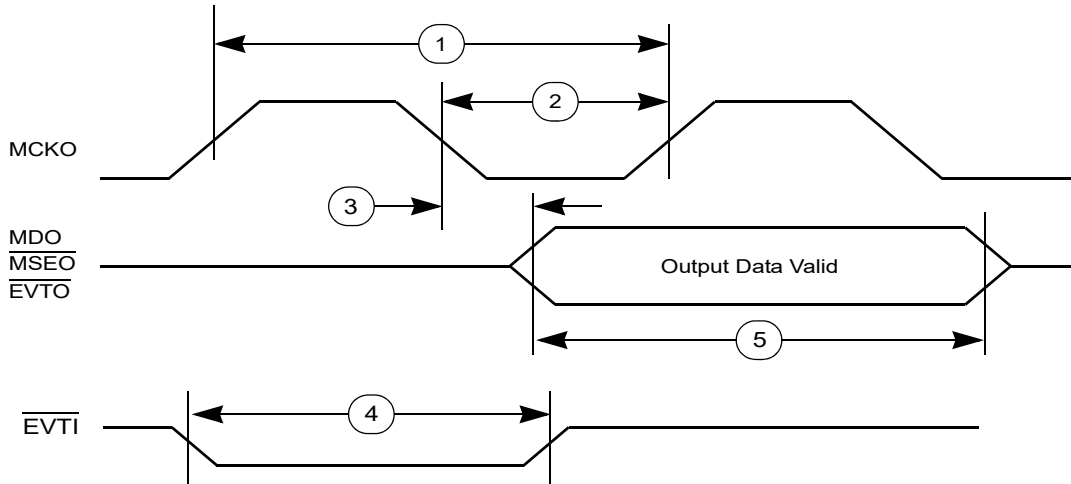 1
2
MCKO
3
MDO
MSEO
EVTO
Output Data Valid
5
4
EVTI